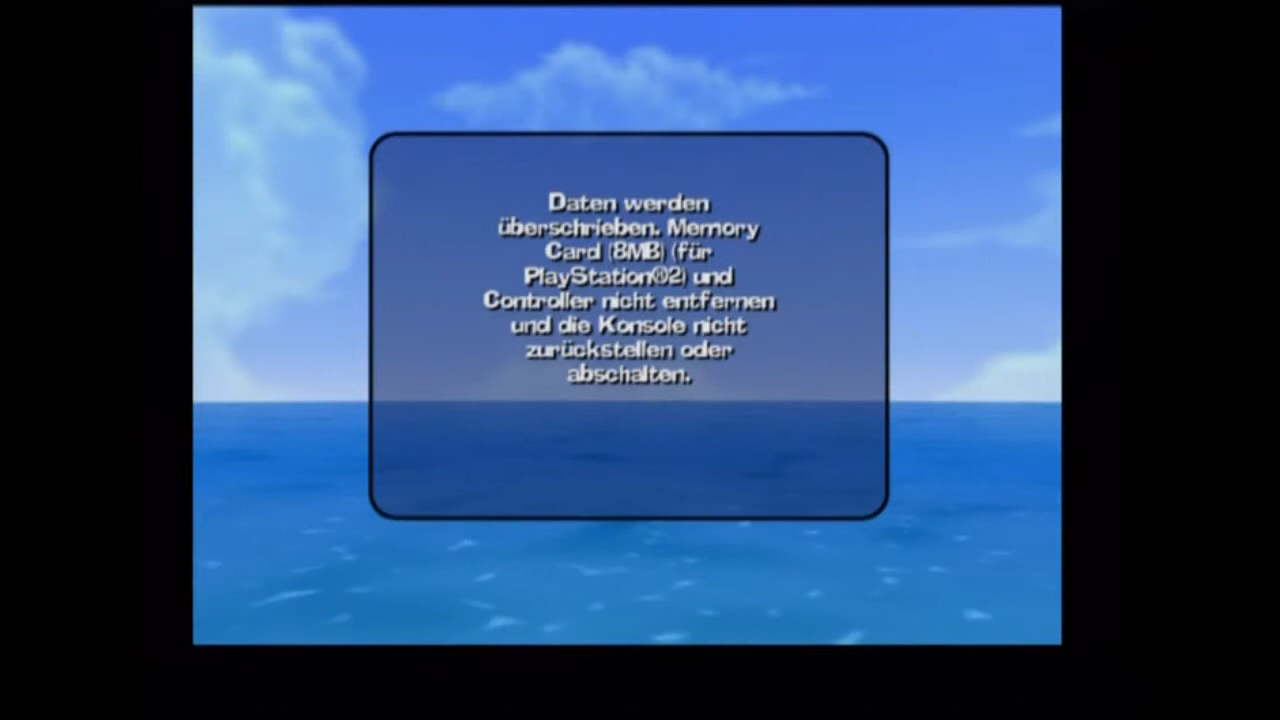 Daten werden
überschrieben. Memory
Card (8MB) (für
PlayStation®2) und
Controller nicht entfernen
und die Konsole nicht
zurückstellen oder
abschalten.